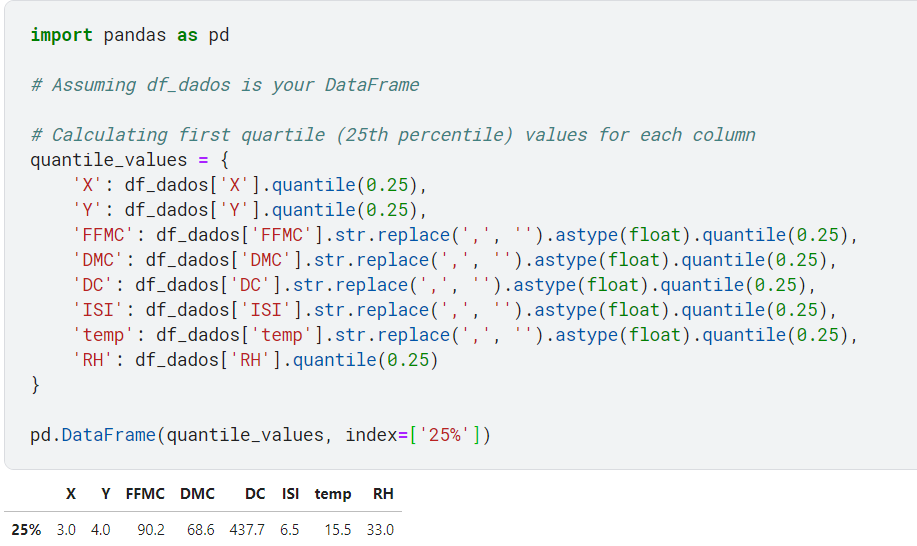 import pandas as pd
# Assuming df_dados is your DataFrame
# Calculating first quartile (25th percentile) values for each column
quantile_values = {
    'X': df_dados['X'].quantile(0.25),
    'Y': df_dados['Y'].quantile(0.25),
    'FFMC': df_dados['FFMC'].str.replace(',', '').astype(float).quantile(0.25),
    'DMC': df_dados['DMC'].str.replace(',', '').astype(float).quantile(0.25),
    'DC': df_dados['DC'].str.replace(',', '').astype(float).quantile(0.25),
    'ISI': df_dados['ISI'].str.replace(',', '').astype(float).quantile(0.25),
    'temp': df_dados['temp'].str.replace(',', '').astype(float).quantile(0.25),
    'RH': df_dados['RH'].quantile(0.25)
}
pd.DataFrame(quantile_values, index=['25%'])
X Y FFMC DMC DC ISI temp RH
25% 3.0 4.0 90.2 68.6 437.7 6.5 15.5 33.0